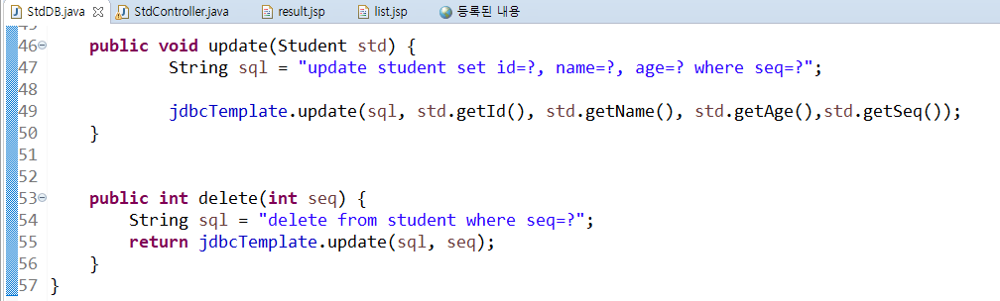 StdDB.java StdController.java result.jsp list.jsp 등록된 내용
46 public void update(Student std) {
47 String sql = "update student set id=?, name=?, age=? where seq=?";
48
49 jdbcTemplate.update(sql, std.getId(), std.getName(), std.getAge(),std.getSeq());
50 }
51
52
53 public int delete(int seq) {
54 String sql = "delete from student where seq=?";
55 return jdbcTemplate.update(sql, seq);
56 }
57 }